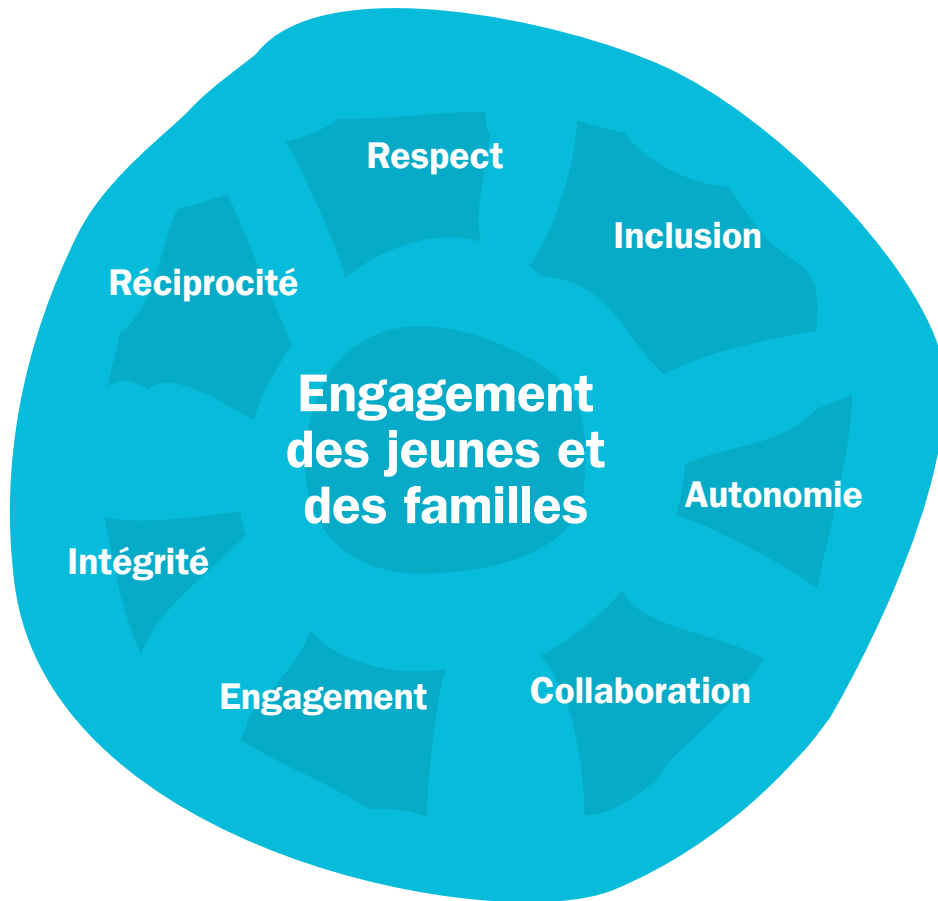 Respect
Inclusion
Réciprocité
Engagement
des jeunes et
des familles
Autonomie
Intégrité
Engagement
Collaboration